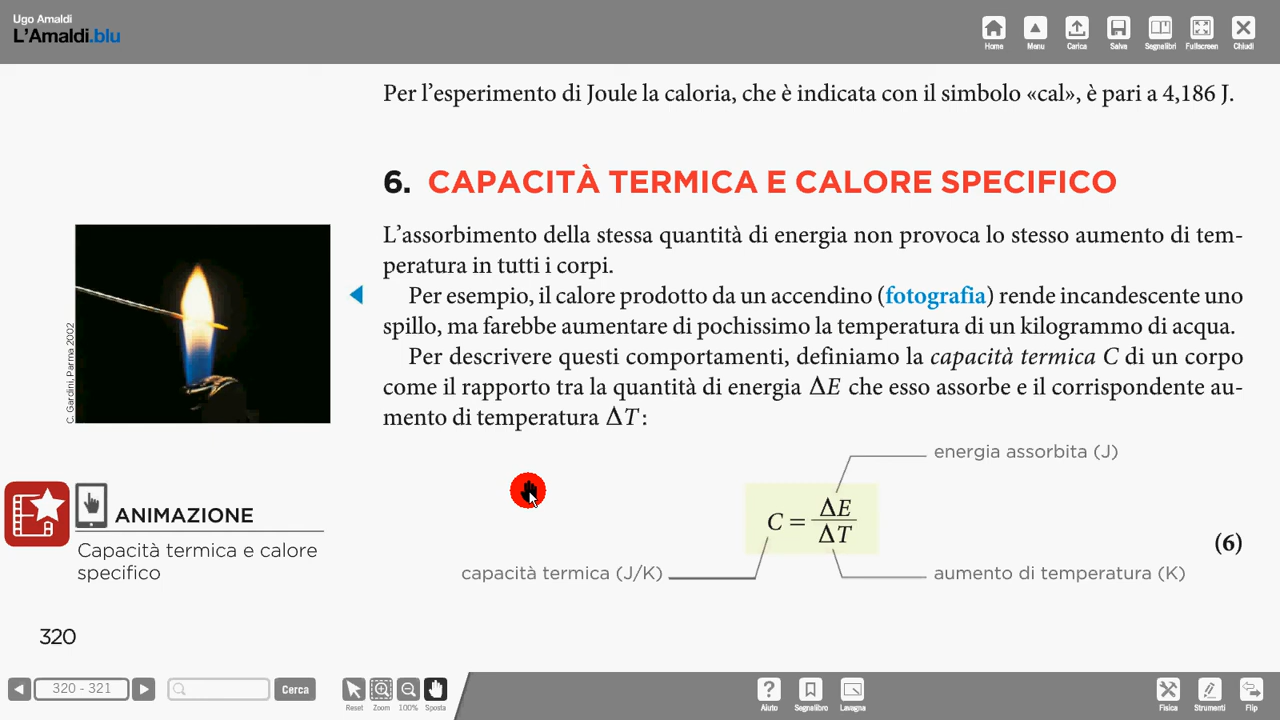 Ugo Amaldi
L'Amaldi.blu
Home Menu Carica Salva Segnalibri Fullscreen Chiudi
Per l'esperimento di Joule la caloria, che è indicata con il simbolo «cal», è pari a 4,186 J.
6. CAPACITÀ TERMICA E CALORE SPECIFICO
L'assorbimento della stessa quantità di energia non provoca lo stesso aumento di tem-
peratura in tutti i corpi.
Per esempio, il calore prodotto da un accendino (fotografia) rende incandescente uno
spillo, ma farebbe aumentare di pochissimo la temperatura di un kilogrammo di acqua.
Per descrivere questi comportamenti, definiamo la capacità termica C di un corpo
come il rapporto tra la quantità di energia ΔE che esso assorbe e il corrispondente au-
mento di temperatura ΔT:
C. Gardini, Parma 2002
energia assorbita (J)
C = ΔE/ΔT
(6)
capacità termica (J/K)
aumento di temperatura (K)
ANIMAZIONE
Capacità termica e calore
specifico
320
320 - 321
Cerca
Reset Zoom 100% Sposta
Aiuto Segnalibro Lavagna
Fisica Strumenti Flip